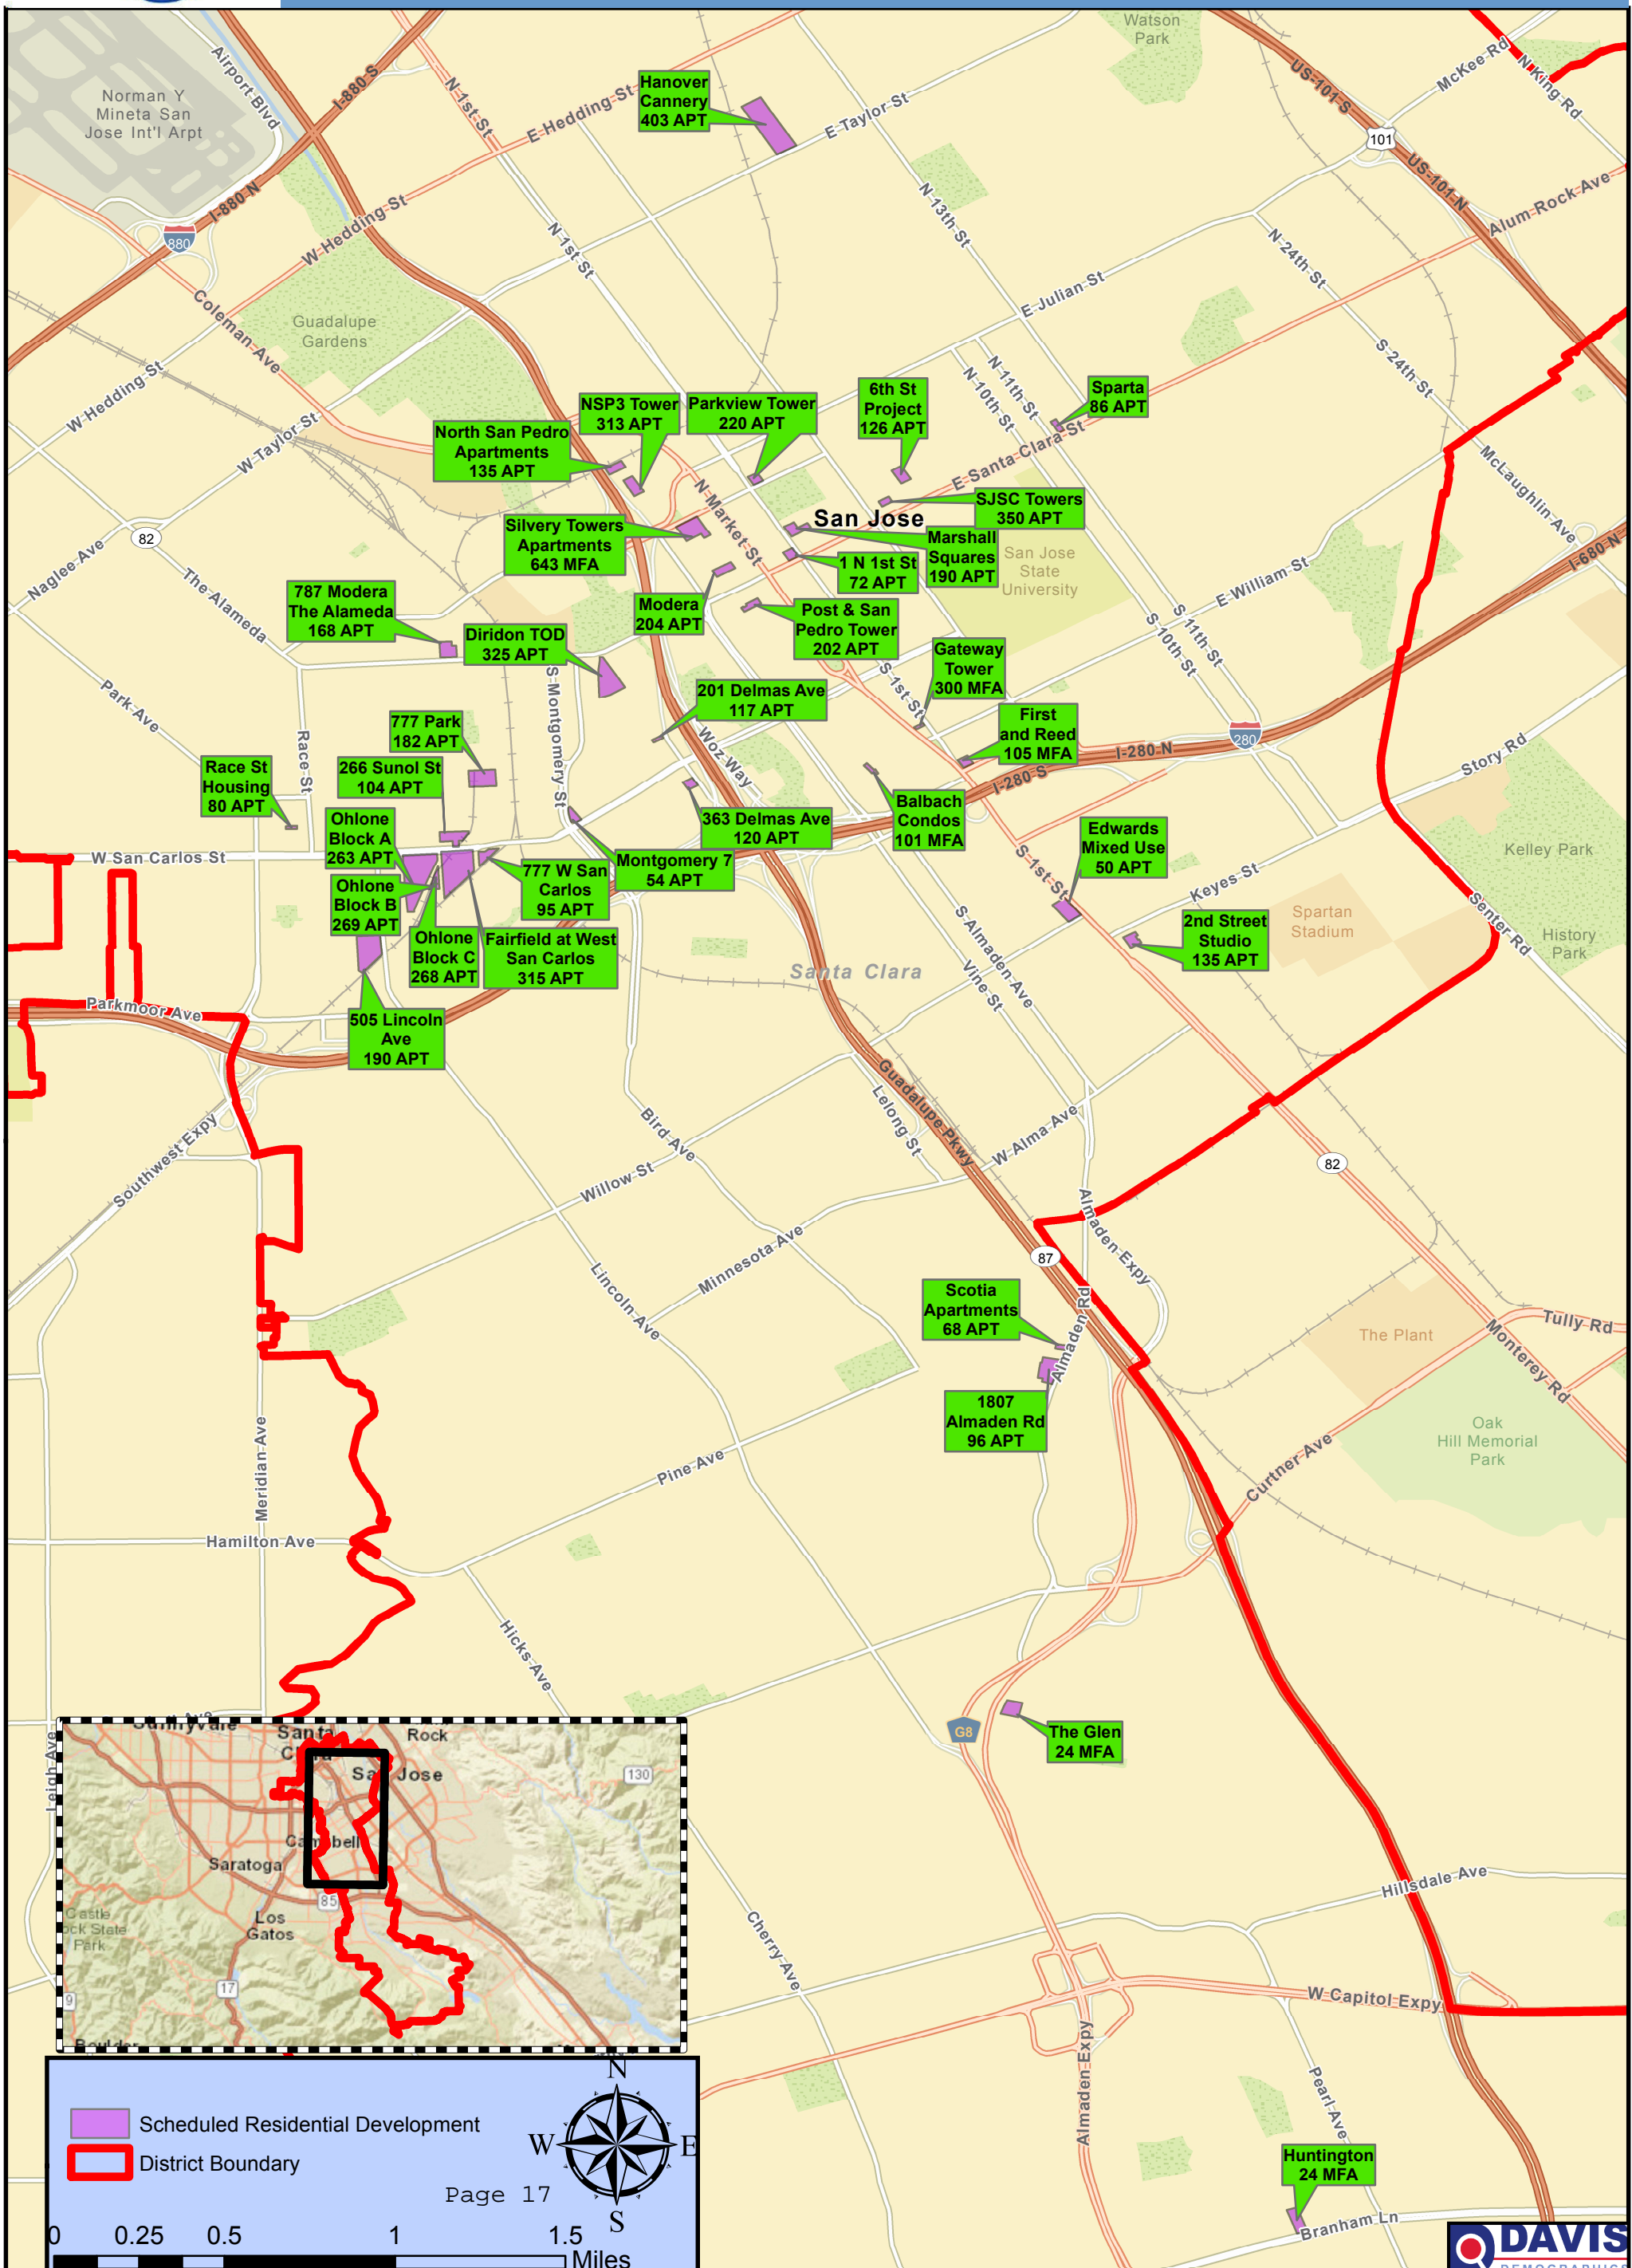 Watson
Park
McKee Rd
N King Rd
Airport Blvd
I-880 S
N 1st St
E Hedding St
Hanover
Cannery
403 APT
E Taylor St
US-101 S
101
US-101 N
Norman Y
Mineta San
Jose Int'l Arpt
I-880 N
880
W Hedding St
N 1st St
N 13th St
Alum Rock Ave
N 24th St
E Julian St
Coleman Ave
Guadalupe
Gardens
S 24th St
W Hedding St
W Taylor St
N 11th St
N 10th St
NSP3 Tower
313 APT
Parkview Tower
220 APT
6th St
Project
126 APT
Sparta
86 APT
North San Pedro
Apartments
135 APT
E Santa Clara St
McLaughlin Ave
N Market St
SJSC Towers
350 APT
San Jose
Silvery Towers
Apartments
643 MFA
Marshall
Squares
190 APT
1 N 1st St
72 APT
San Jose
State
University
82
Naglee Ave
The Alameda
I-680 N
E William St
787 Modera
The Alameda
168 APT
Modera
204 APT
Post & San
Pedro Tower
202 APT
Diridon TOD
325 APT
S 11th St
S 10th St
Gateway
Tower
300 MFA
S 1st St
Park Ave
S Montgomery St
201 Delmas Ave
117 APT
First
and Reed
105 MFA
I-280 N
280
I-280 S
Story Rd
777 Park
182 APT
Woz Way
Race St
Race St
Housing
80 APT
266 Sunol St
104 APT
363 Delmas Ave
120 APT
Balbach
Condos
101 MFA
Edwards
Mixed Use
50 APT
Kelley Park
Ohlone
Block A
263 APT
W San Carlos St
Montgomery 7
54 APT
777 W San
Carlos
95 APT
S 1st St
Keyes St
Ohlone
Block B
269 APT
Senter Rd
Spartan
Stadium
2nd Street
Studio
135 APT
History
Park
Ohlone
Block C
268 APT
Fairfield at West
San Carlos
315 APT
S Almaden Ave
Vine St
Santa Clara
Parkmoor Ave
505 Lincoln
Ave
190 APT
Guadalupe Pkwy
Lelong St
Southwest Expy
Bird Ave
Willow St
W Alma Ave
82
Minnesota Ave
Almaden Expy
87
Lincoln Ave
Scotia
Apartments
68 APT
Almaden Rd
The Plant
Tully Rd
Monterey Rd
1807
Almaden Rd
96 APT
Oak
Hill Memorial
Park
Meridian Ave
Pine Ave
Curtner Ave
Hamilton Ave
Hicks Ave
G8
The Glen
24 MFA
Leigh Ave
Sunnyvale
Santa
Clara
Rock
San Jose
130
Campbell
Saratoga
85
Los
Gatos
Castle
ock State
Park
17
9
Boulder
Hillsdale Ave
Cherry Ave
W Capitol Expy
Almaden Expy
Pearl Ave
Huntington
24 MFA
Branham Ln
Scheduled Residential Development
District Boundary
N
W
E
S
Page 17
0 0.25 0.5 1 1.5
Miles
DAVIS
DEMOGRAPHICS